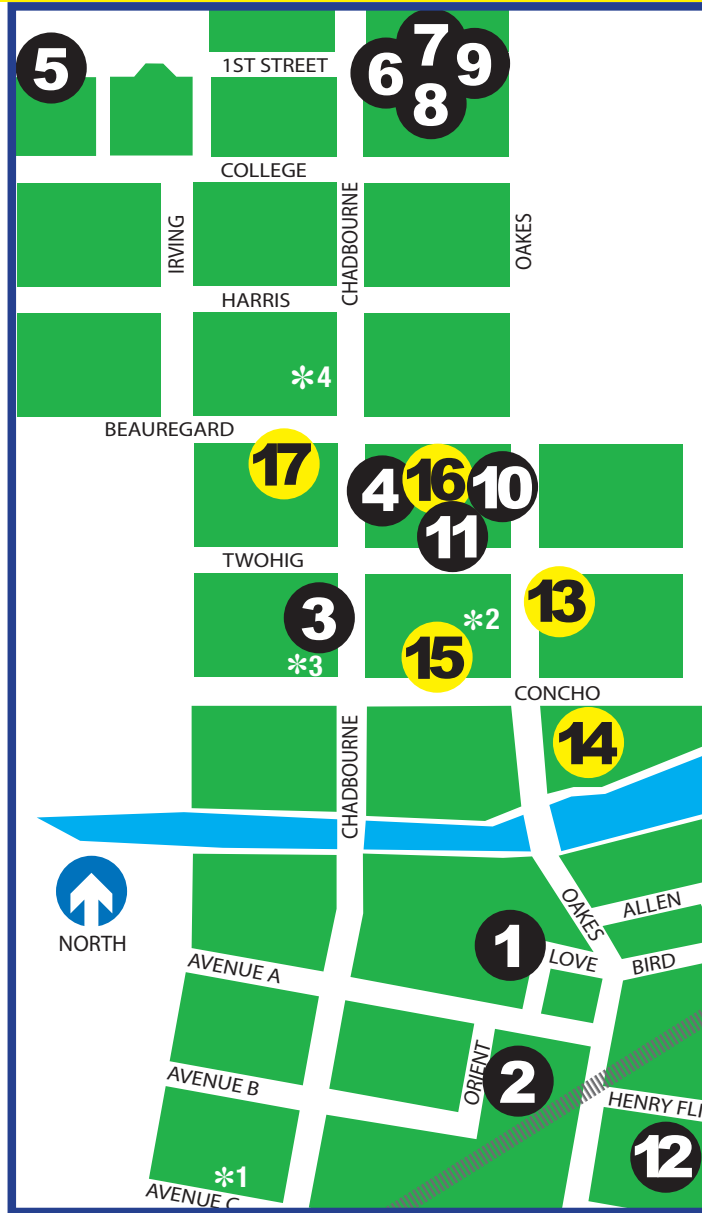 5
7
6
9
8
1ST STREET
COLLEGE
IRVING
CHADBOURNE
OAKES
HARRIS
*4
BEAUREGARD
17
4
16
10
11
TWOHIG
3
*3
*2
13
15
CONCHO
14
CHADBOURNE
NORTH
OAKES
ALLEN
1
LOVE
BIRD
AVENUE A
ORIENT
2
AVENUE B
HENRY FLI
12
*1
AVENUE C